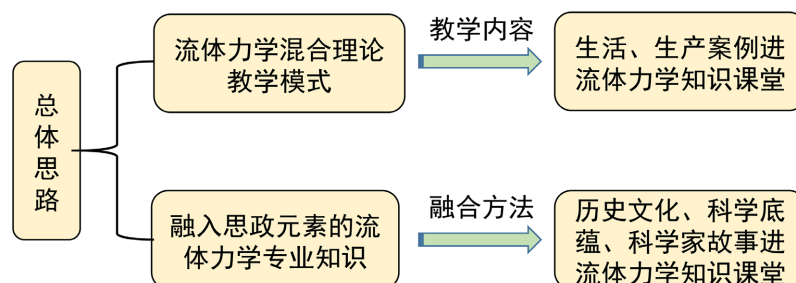 总体思路
流体力学混合理论
教学模式
教学内容
生活、生产案例进
流体力学知识课堂
融入思政元素的流
体力学专业知识
融合方法
历史文化、科学底
蕴、科学家故事进
流体力学知识课堂